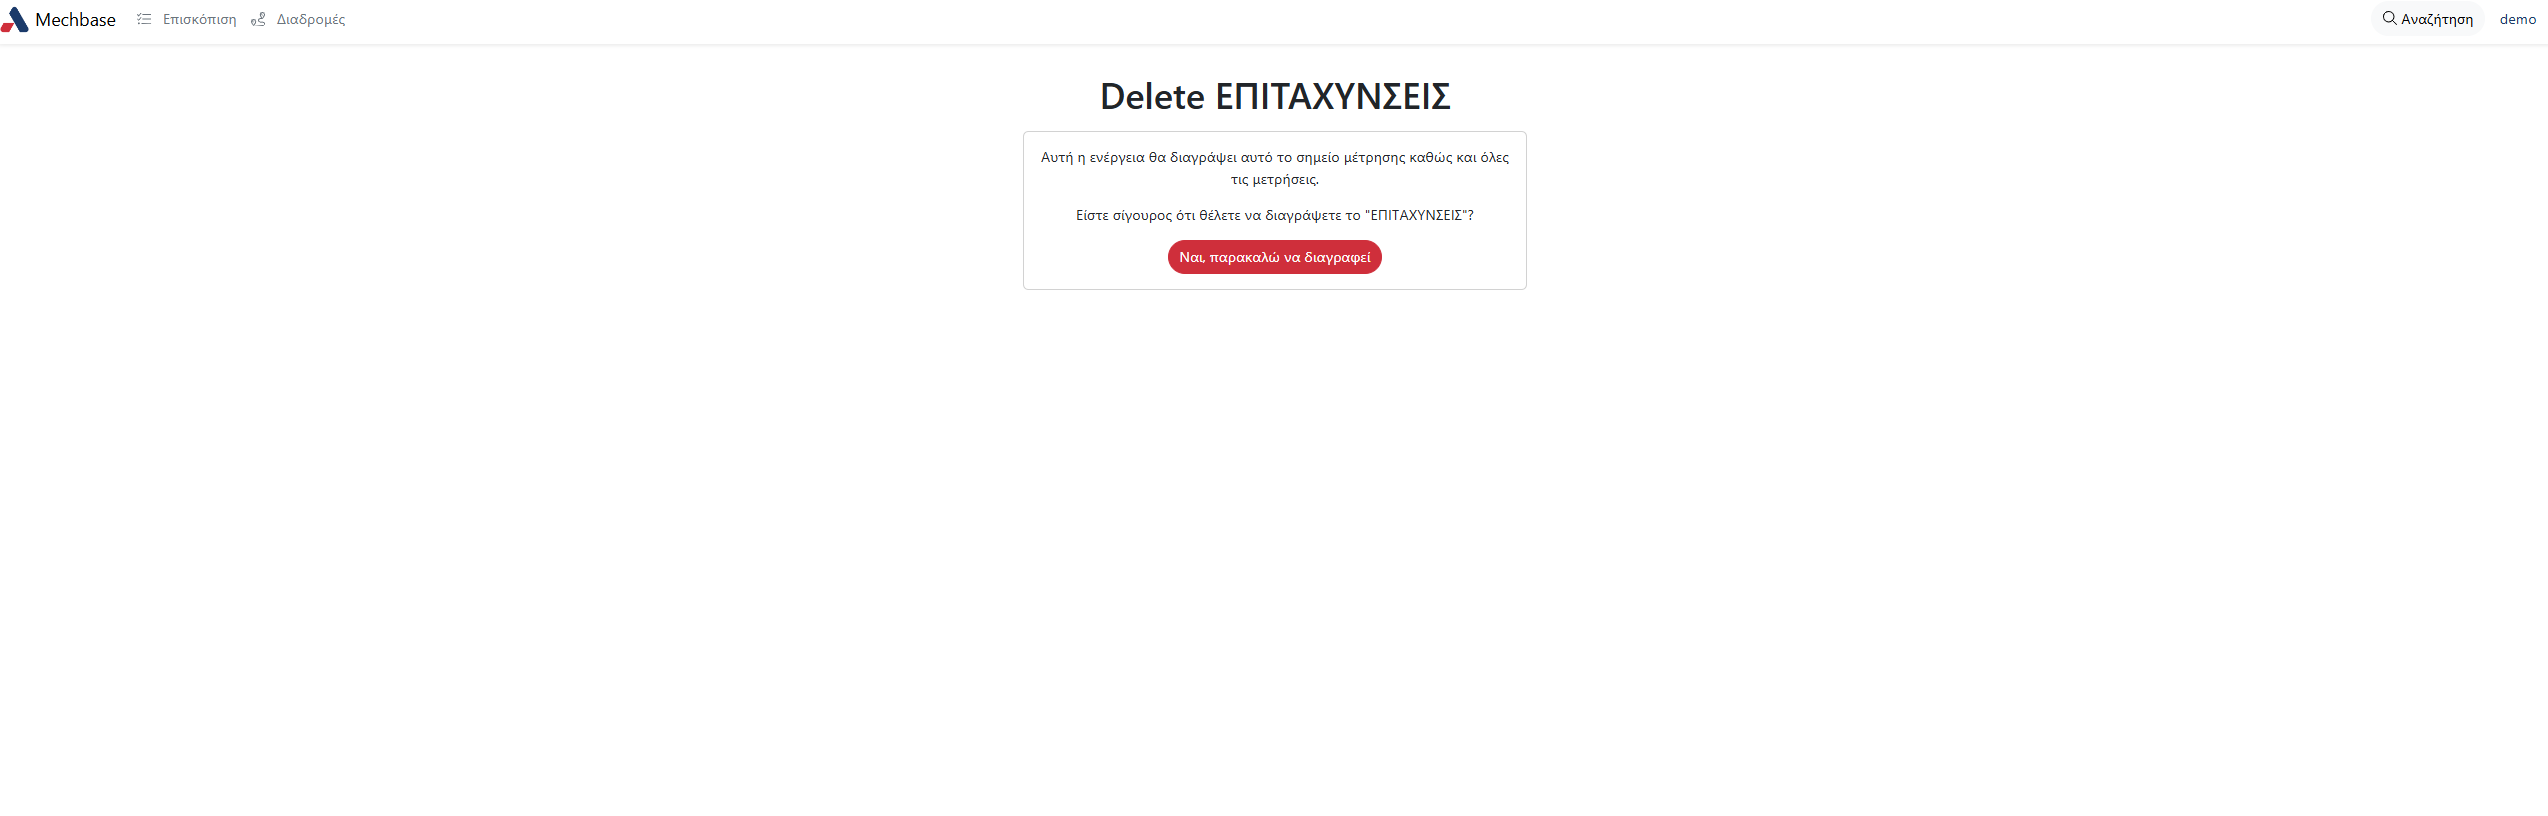 Mechbase
Επισκόπιση
Διαδρομές
Αναζήτηση
demo
Delete ΕΠΙΤΑΧΥΝΣΕΙΣ
Αυτή η ενέργεια θα διαγράψει αυτό το σημείο μέτρησης καθώς και όλες
τις μετρήσεις.
Είστε σίγουρος ότι θέλετε να διαγράψετε το "ΕΠΙΤΑΧΥΝΣΕΙΣ"?
Ναι, παρακαλώ να διαγραφεί